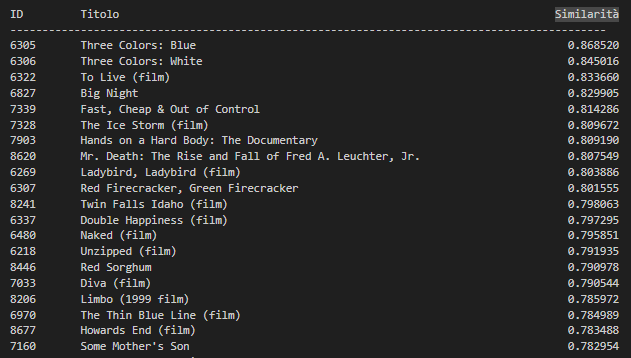 ID Titolo Similarità
--------------------------------------------------------------------------------------------
6305 Three Colors: Blue 0.868520
6306 Three Colors: White 0.845016
6322 To Live (film) 0.833660
6827 Big Night 0.829905
7339 Fast, Cheap & Out of Control 0.814286
7328 The Ice Storm (film) 0.809672
7903 Hands on a Hard Body: The Documentary 0.809190
8620 Mr. Death: The Rise and Fall of Fred A. Leuchter, Jr. 0.807549
6269 Ladybird, Ladybird (film) 0.803886
6307 Red Firecracker, Green Firecracker 0.801555
8241 Twin Falls Idaho (film) 0.798063
6337 Double Happiness (film) 0.797295
6480 Naked (film) 0.795851
6218 Unzipped (film) 0.791935
8446 Red Sorghum 0.790978
7033 Diva (film) 0.790544
8206 Limbo (1999 film) 0.785972
6970 The Thin Blue Line (film) 0.784989
8677 Howards End (film) 0.783488
7160 Some Mother's Son 0.782954